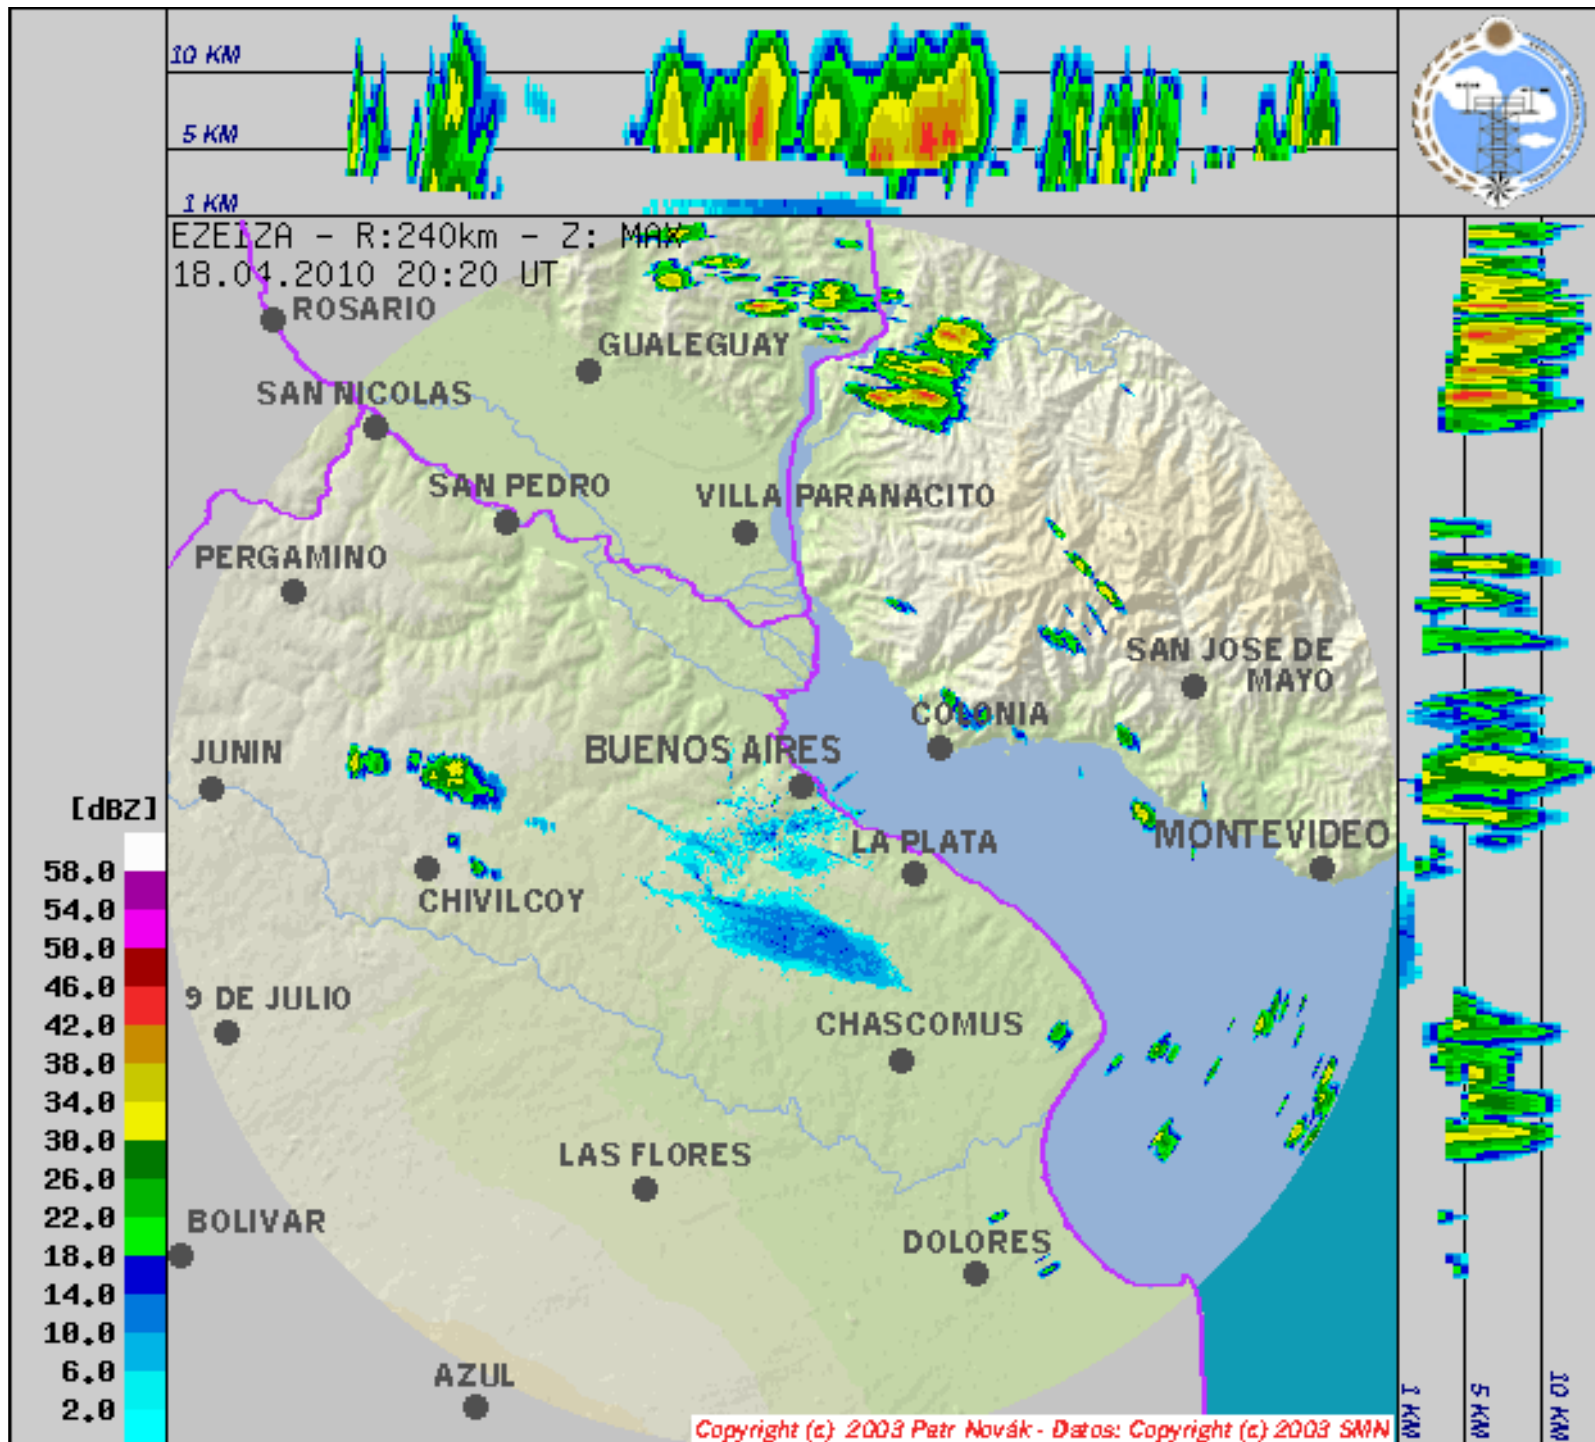 10 KM
5 KM
1 KM
EZEIZA - R:240km - Z: MAX
18.04.2010 20:20 UT
ROSARIO
GUALEGUAY
SAN NICOLAS
SAN PEDRO
VILLA PARANACITO
PERGAMINO
SAN JOSE DE
MAYO
COLONIA
JUNIN
BUENOS AIRES
[dBZ]
MONTEVIDEO
LA PLATA
58.0
CHIVILCOY
54.0
50.0
46.0
9 DE JULIO
42.0
CHASCOMUS
38.0
34.0
30.0
LAS FLORES
26.0
22.0
BOLIVAR
18.0
DOLORES
14.0
10.0
6.0
AZUL
2.0
1 KM
5 KM
10 KM
Copyright (c) 2003 Petr Novák - Datos: Copyright (c) 2003 SMN